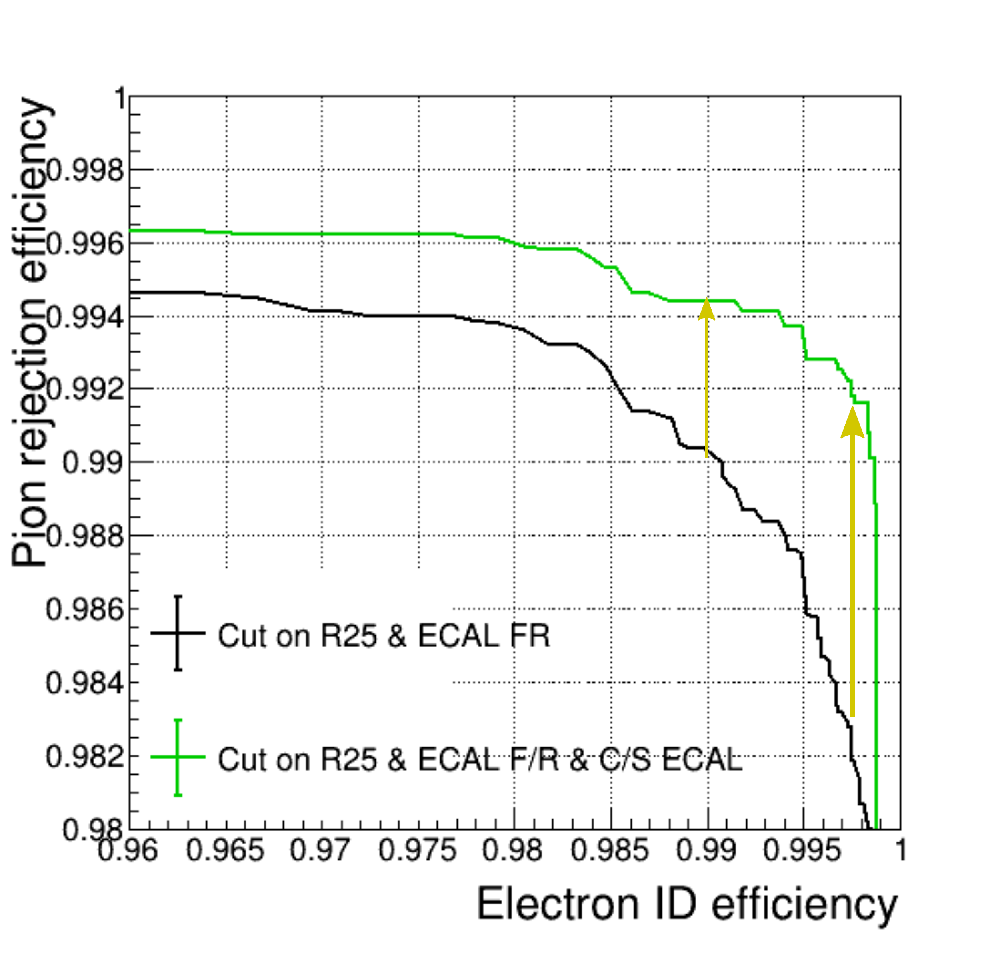 Pion rejection efficiency
1
0.998
0.996
0.994
0.992
0.99
0.988
0.986
0.984
0.982
0.98
Cut on R25 & ECAL FR
Cut on R25 & ECAL F/R & C/S ECAL
0.96 0.965 0.97 0.975 0.98 0.985 0.99 0.995 1
Electron ID efficiency